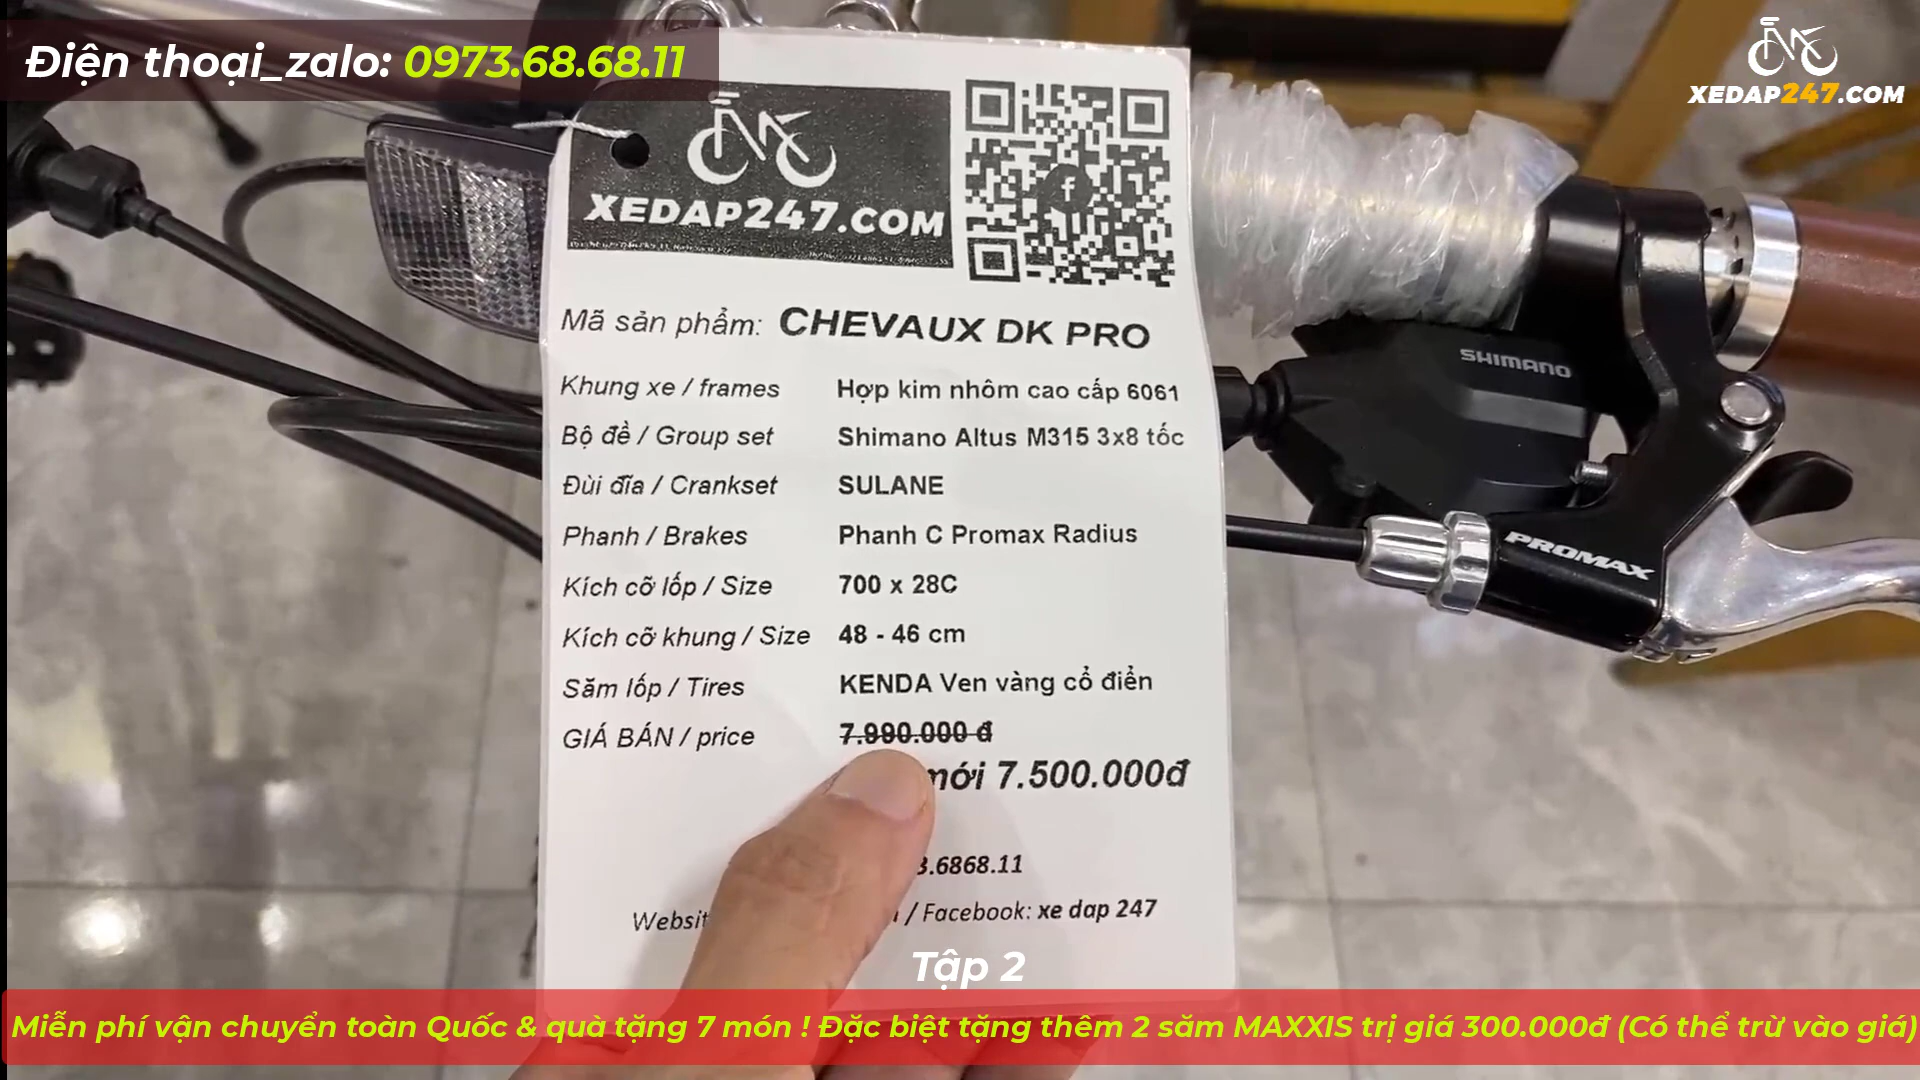 Điện thoại_zalo: 0973.68.68.11
XEDAP247.COM
XEDAP247.COM
Mã sản phẩm: CHEVAUX DK PRO
Khung xe / frames Hợp kim nhôm cao cấp 6061
Bộ đề / Group set Shimano Altus M315 3x8 tốc
Đùi đĩa / Crankset SULANE
Phanh / Brakes Phanh C Promax Radius
Kích cỡ lốp / Size 700 x 28C
Kích cỡ khung / Size 48 - 46 cm
Săm lốp / Tires KENDA Ven vàng cổ điển
GIÁ BÁN / price 7.990.000 đ
mới 7.500.000đ
3.6868.11
/ Facebook: xe dap 247
SHIMANO
PROMAX
Tập 2
Miễn phí vận chuyển toàn Quốc & quà tặng 7 món ! Đặc biệt tặng thêm 2 săm MAXXIS trị giá 300.000đ (Có thể trừ vào giá)